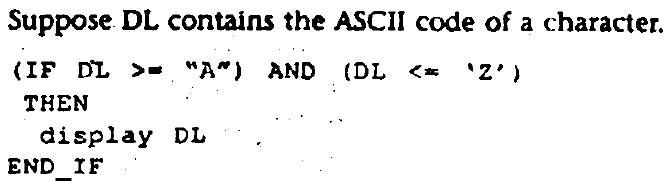 Suppose DL contains the ASCII code of a character.
(IF DL >= "A") AND (DL <= 'Z')
THEN
display DL
END_IF